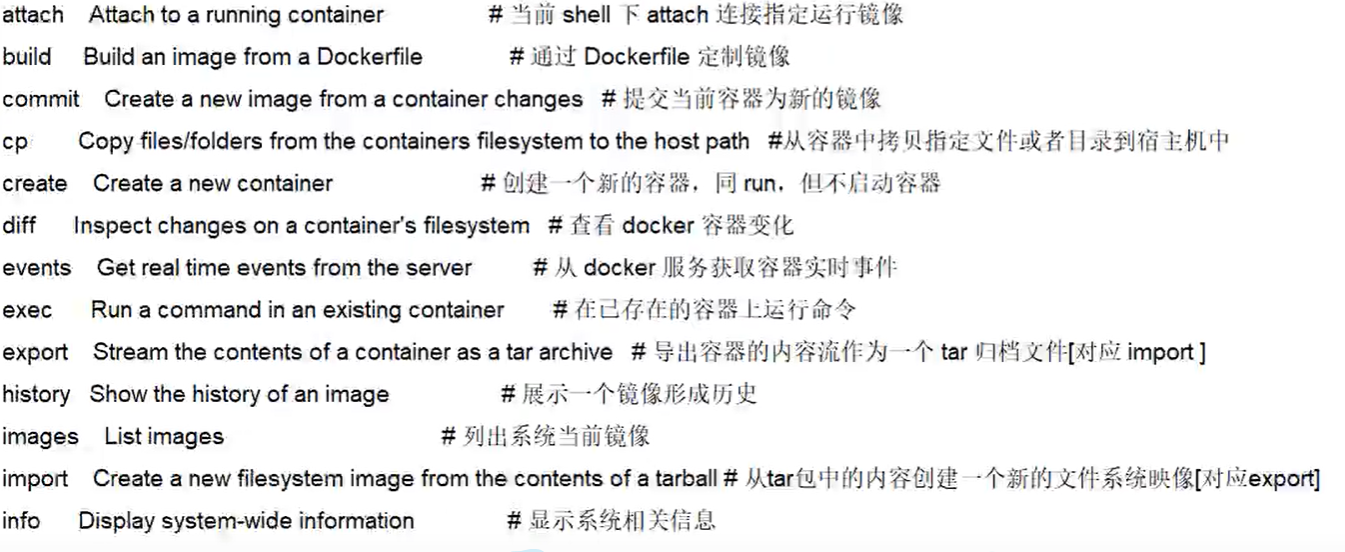 attach Attach to a running container # 当前 shell 下 attach 连接指定运行镜像
build Build an image from a Dockerfile # 通过 Dockerfile 定制镜像
commit Create a new image from a container changes # 提交当前容器为新的镜像
cp Copy files/folders from the containers filesystem to the host path #从容器中拷贝指定文件或者目录到宿主机中
create Create a new container # 创建一个新的容器，同 run，但不启动容器
diff Inspect changes on a container's filesystem # 查看 docker 容器变化
events Get real time events from the server # 从 docker 服务获取容器实时事件
exec Run a command in an existing container # 在已存在的容器上运行命令
export Stream the contents of a container as a tar archive # 导出容器的内容流作为一个 tar 归档文件[对应 import ]
history Show the history of an image # 展示一个镜像形成历史
images List images # 列出系统当前镜像
import Create a new filesystem image from the contents of a tarball # 从tar包中的内容创建一个新的文件系统映像[对应export]
info Display system-wide information # 显示系统相关信息